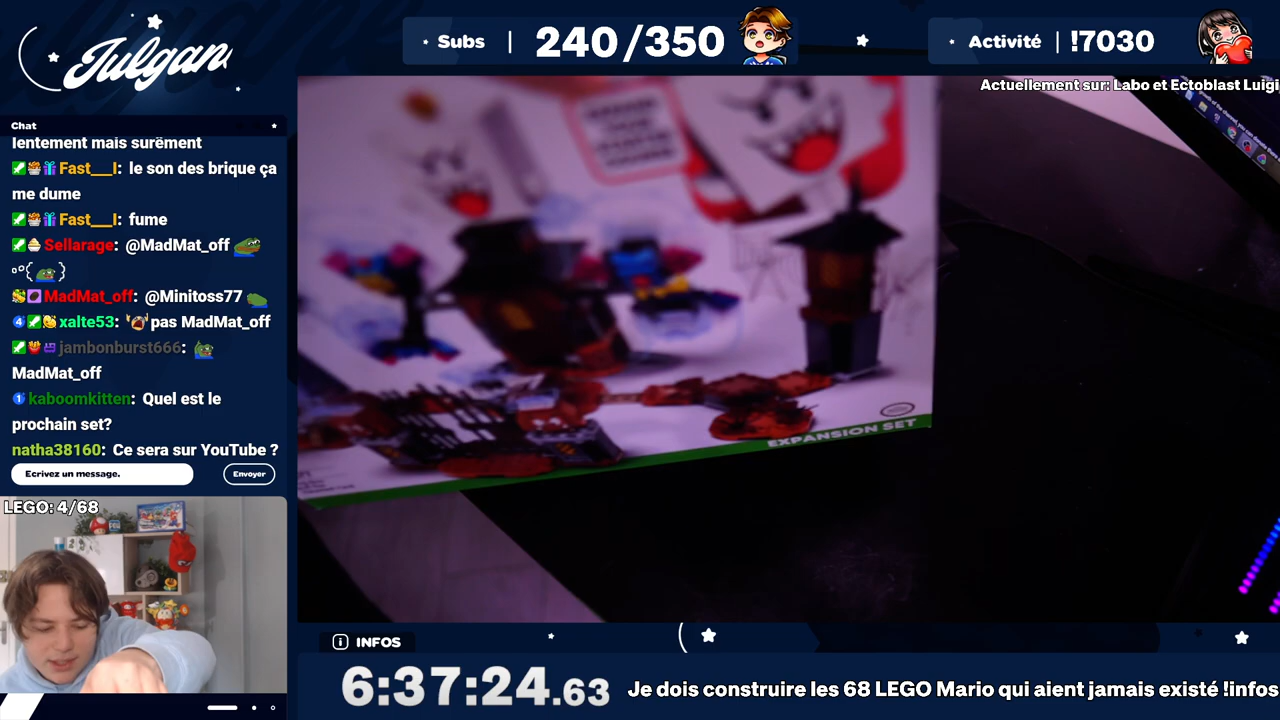 Julgan
Subs | 240/350
Activité | !7030
Actuellement sur: Labo et Ectoblast Luigi
Chat
lentement mais surëment
Fast___I: le son des brique ça
me dume
Fast___I: fume
Sellarage: @MadMat_off
MadMat_off: @Minitoss77
xalte53: pas MadMat_off
jambonburst666:
MadMat_off
kaboomkitten: Quel est le
prochain set?
natha38160: Ce sera sur YouTube ?
Ecrivez un message.
Envoyer
LEGO: 4/68
EXPANSION SET
INFOS
6:37:24.63
Je dois construire les 68 LEGO Mario qui aient jamais existé !infos